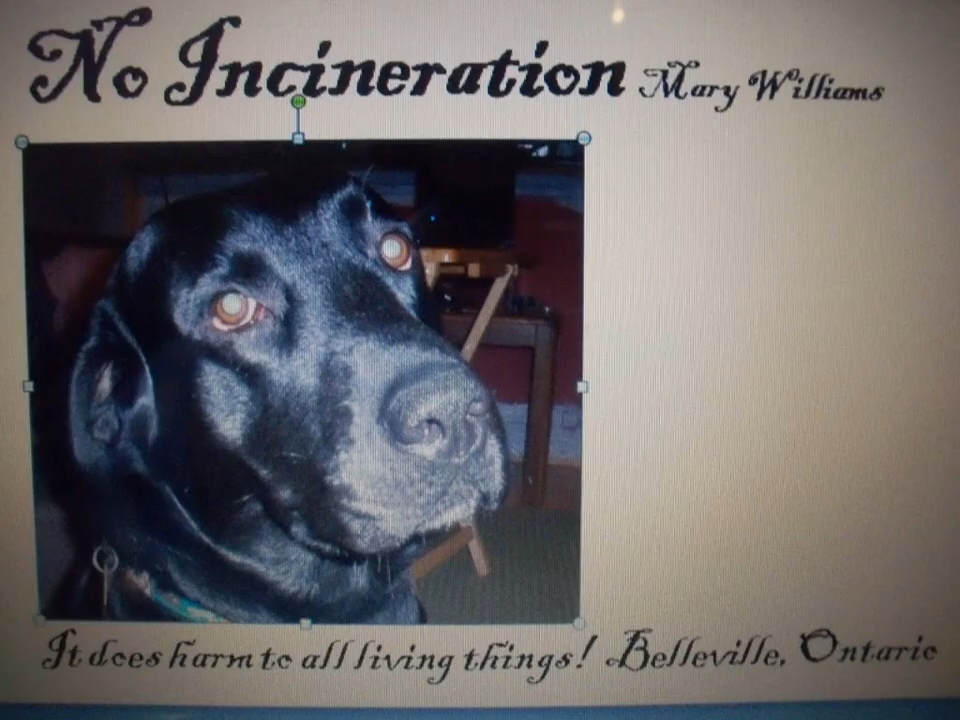 No Incineration Mary Williams
It does harm to all living things! Belleville, Ontario